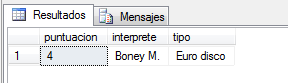 Resultados Mensajes
puntuacion interprete tipo
1 4 Boney M. Euro disco